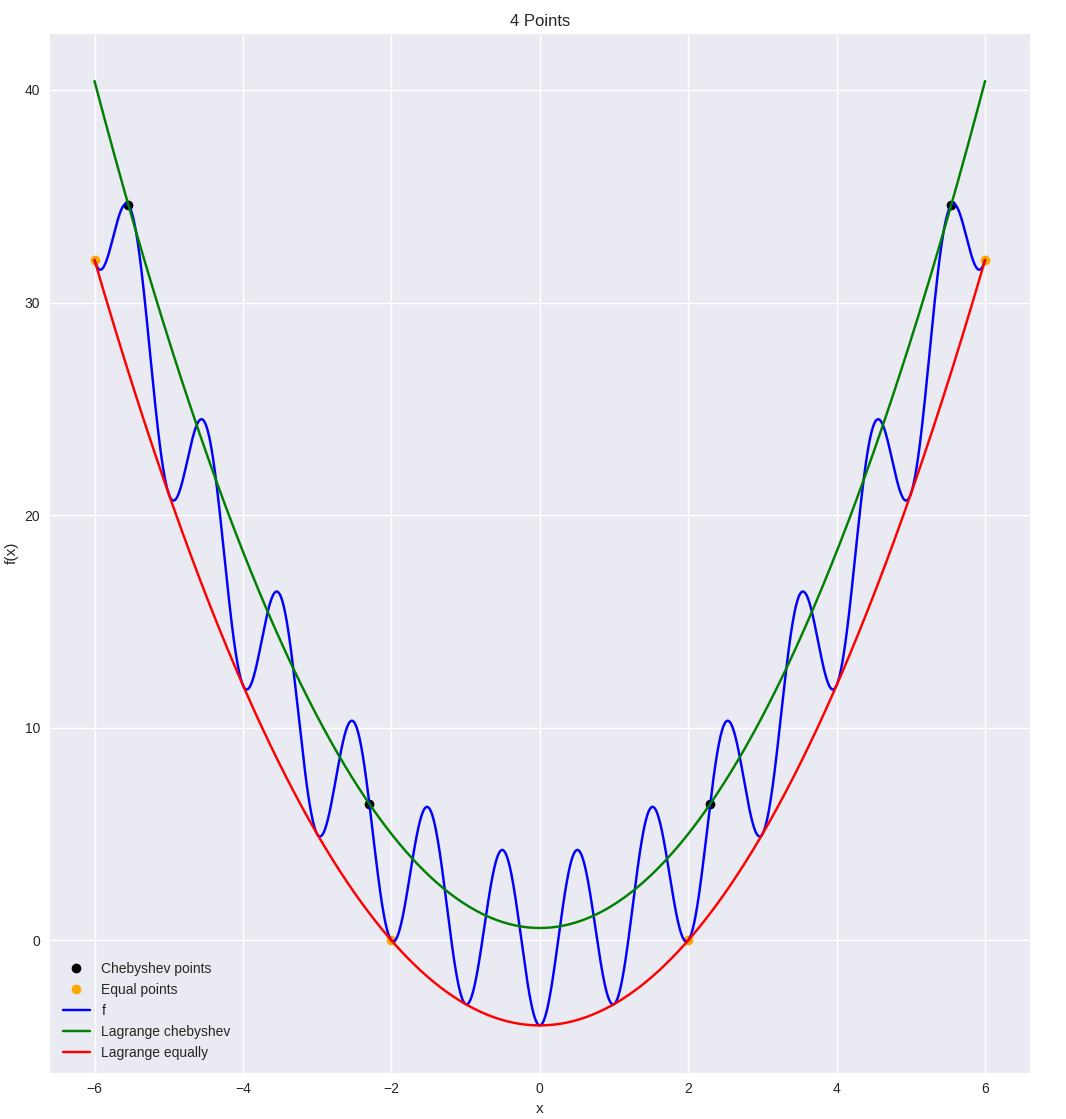 4 Points
40
30
20
10
0
f(x)
Chebyshev points
Equal points
f
Lagrange chebyshev
Lagrange equally
−6
−4
−2
0
2
4
6
x